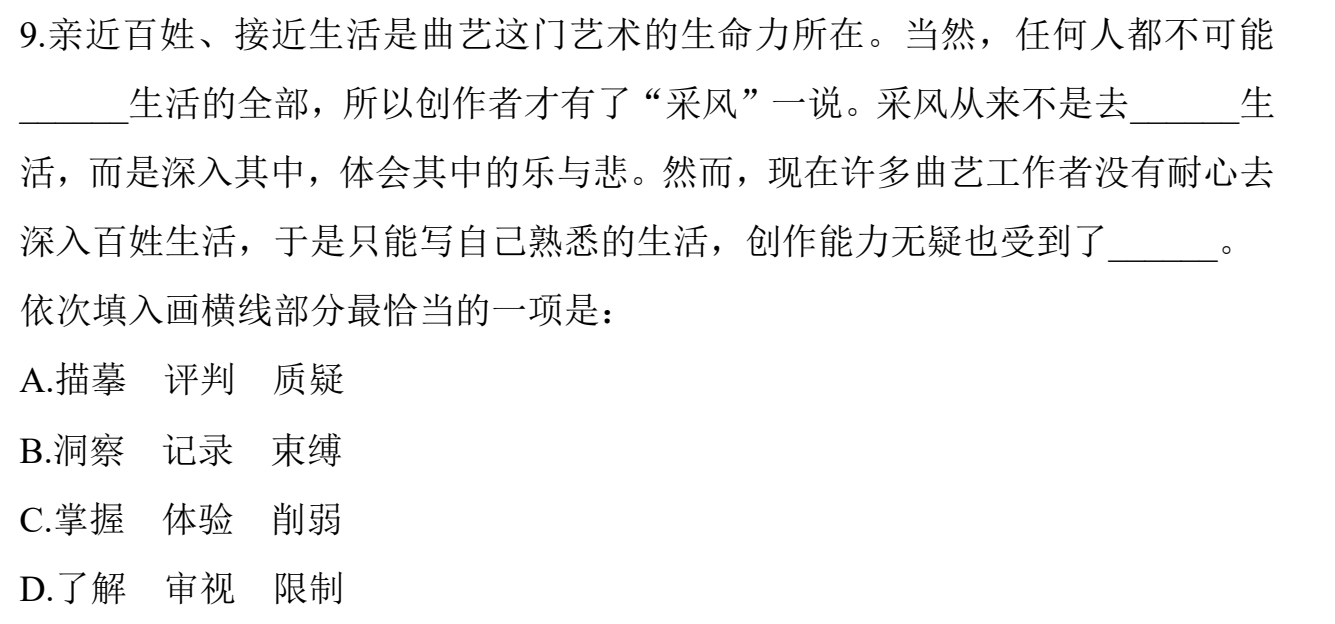 9.亲近百姓、接近生活是曲艺这门艺术的生命力所在。当然，任何人都不可能
______生活的全部，所以创作者才有了“采风”一说。采风从来不是去______生
活，而是深入其中，体会其中的乐与悲。然而，现在许多曲艺工作者没有耐心去
深入百姓生活，于是只能写自己熟悉的生活，创作能力无疑也受到了______。
依次填入画横线部分最恰当的一项是：
A.描摹　评判　质疑
B.洞察　记录　束缚
C.掌握　体验　削弱
D.了解　审视　限制